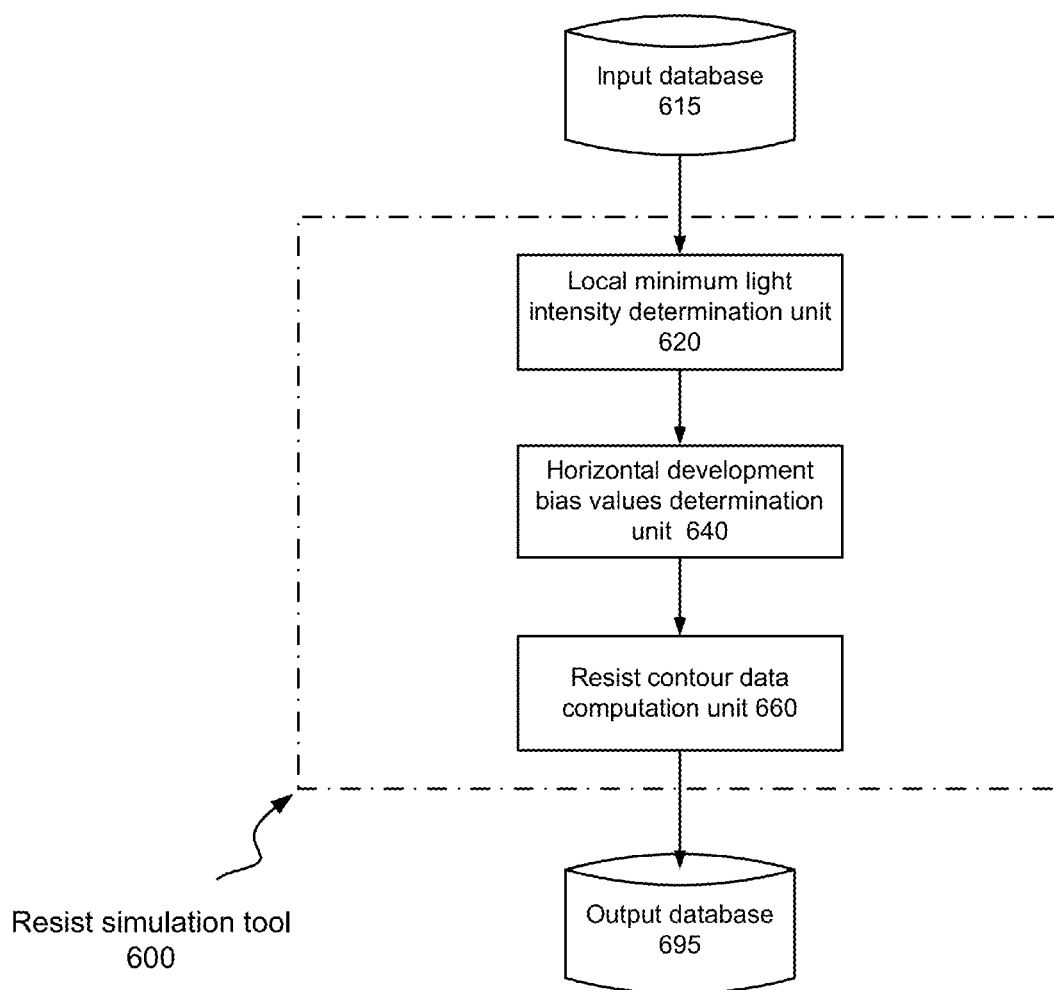 Input database
615
Local minimum light
intensity determination unit
620
Horizontal development
bias values determination
unit 640
Resist contour data
computation unit 660
Output database
695
Resist simulation tool
600